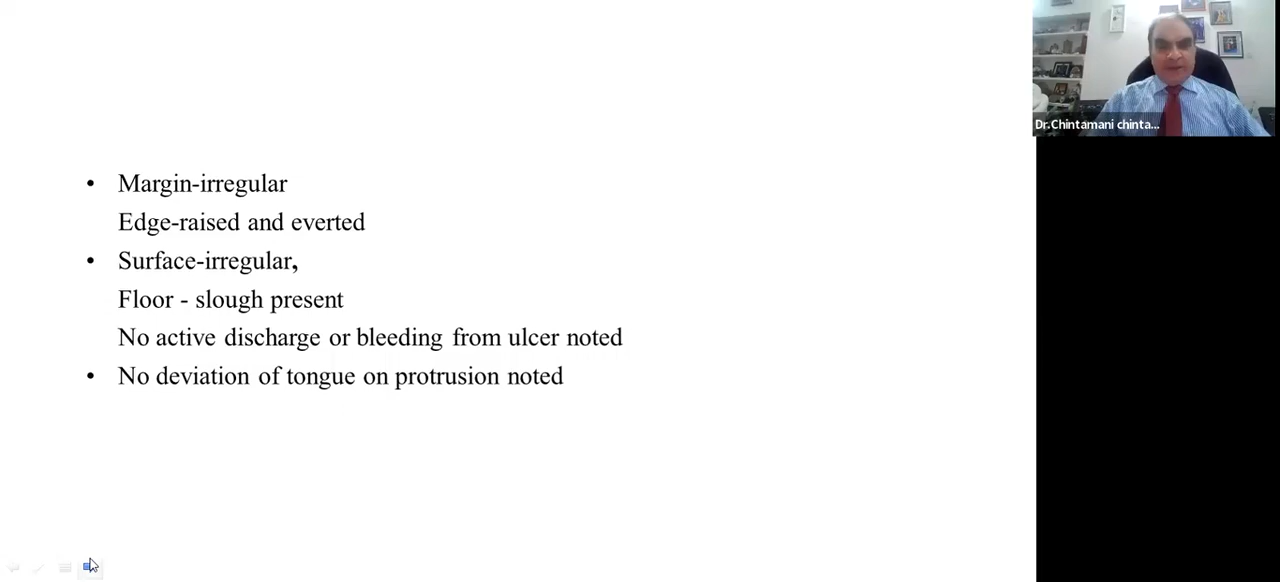 Dr.Chintamani chinta...
• Margin-irregular
Edge-raised and everted
• Surface-irregular,
Floor - slough present
No active discharge or bleeding from ulcer noted
• No deviation of tongue on protrusion noted